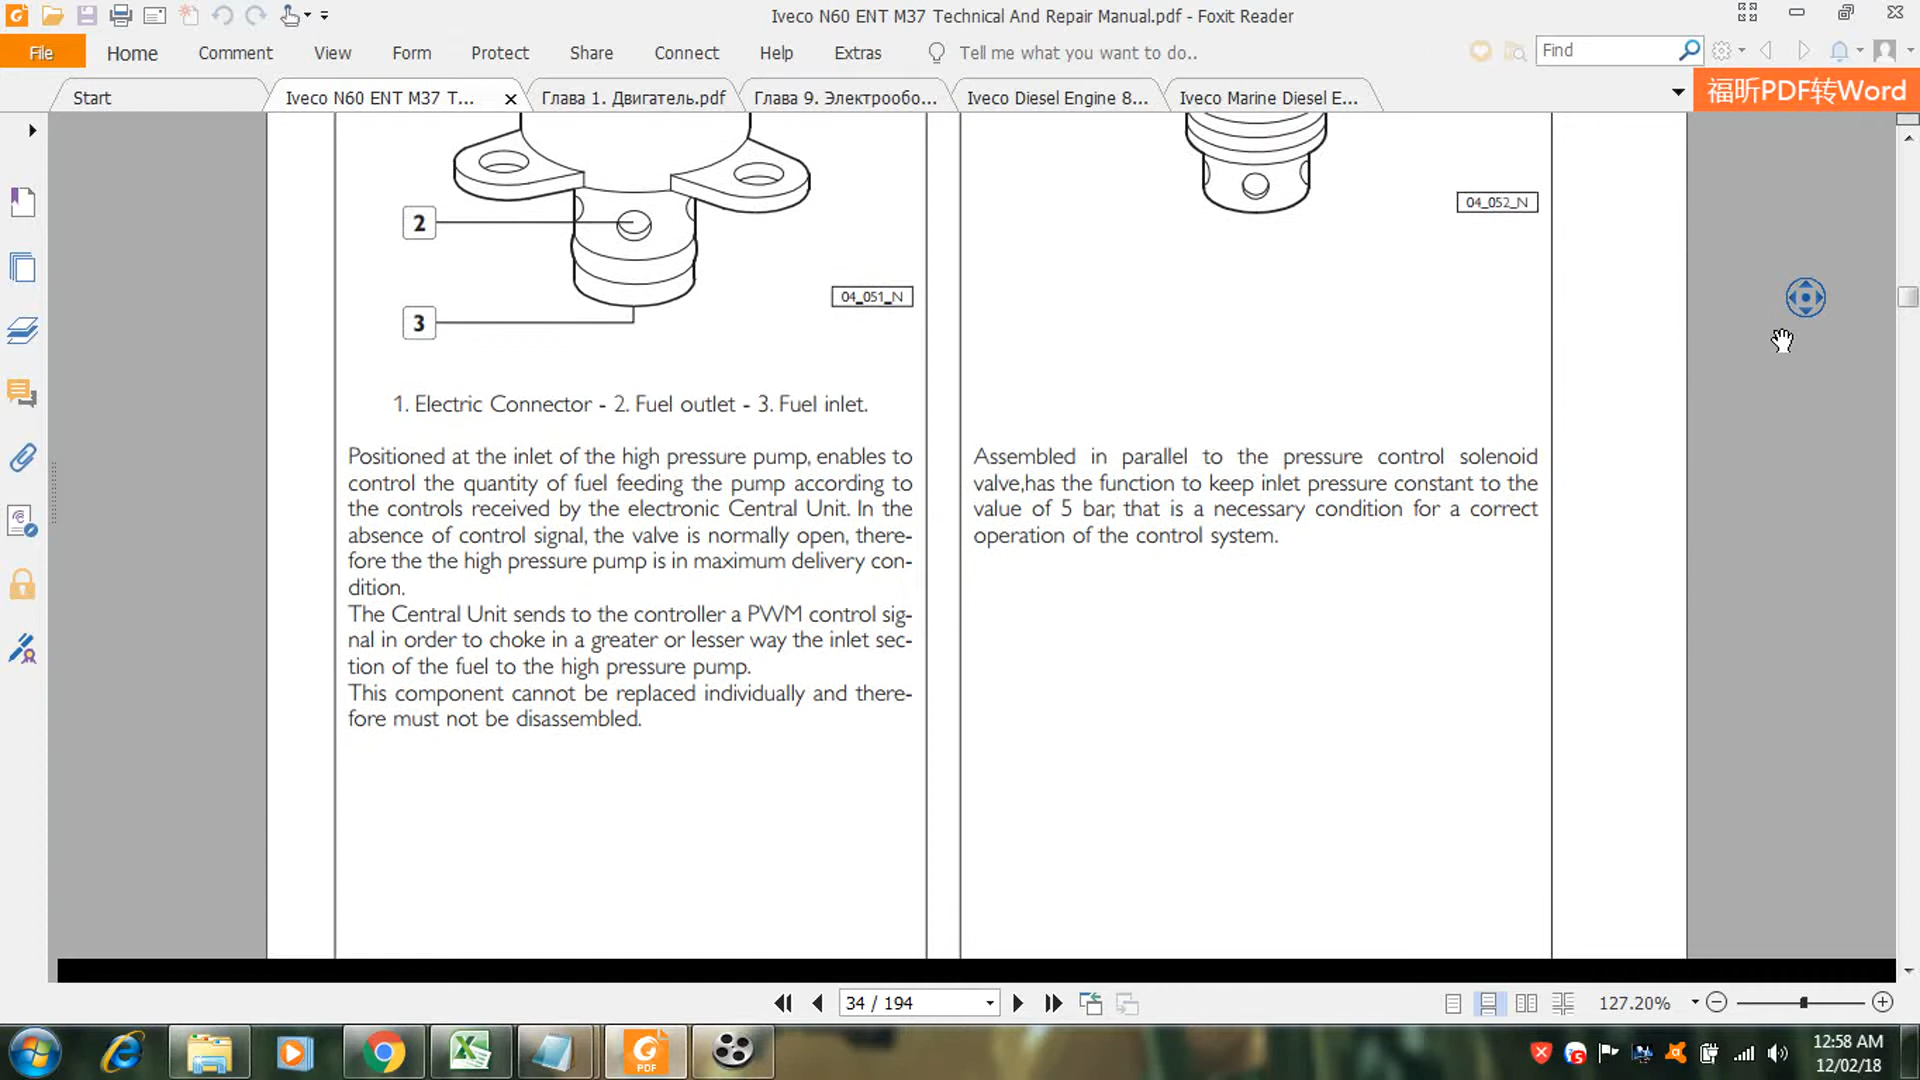 Iveco N60 ENT M37 Technical And Repair Manual.pdf - Foxit Reader
File Home Comment View Form Protect Share Connect Help Extras Tell me what you want to do.. Find
Start Iveco N60 ENT M37 T... Глава 1. Двигатель.pdf Глава 9. Электрообо... Iveco Diesel Engine 8... Iveco Marine Diesel E... 福昕PDF转Word
2
3
04_051_N
1. Electric Connector - 2. Fuel outlet - 3. Fuel inlet.
Positioned at the inlet of the high pressure pump, enables to
control the quantity of fuel feeding the pump according to
the controls received by the electronic Central Unit. In the
absence of control signal, the valve is normally open, there-
fore the the high pressure pump is in maximum delivery con-
dition.
The Central Unit sends to the controller a PWM control sig-
nal in order to choke in a greater or lesser way the inlet sec-
tion of the fuel to the high pressure pump.
This component cannot be replaced individually and there-
fore must not be disassembled.
04_052_N
Assembled in parallel to the pressure control solenoid
valve,has the function to keep inlet pressure constant to the
value of 5 bar, that is a necessary condition for a correct
operation of the control system.
34 / 194
127.20%
PDF
12:58 AM
12/02/18